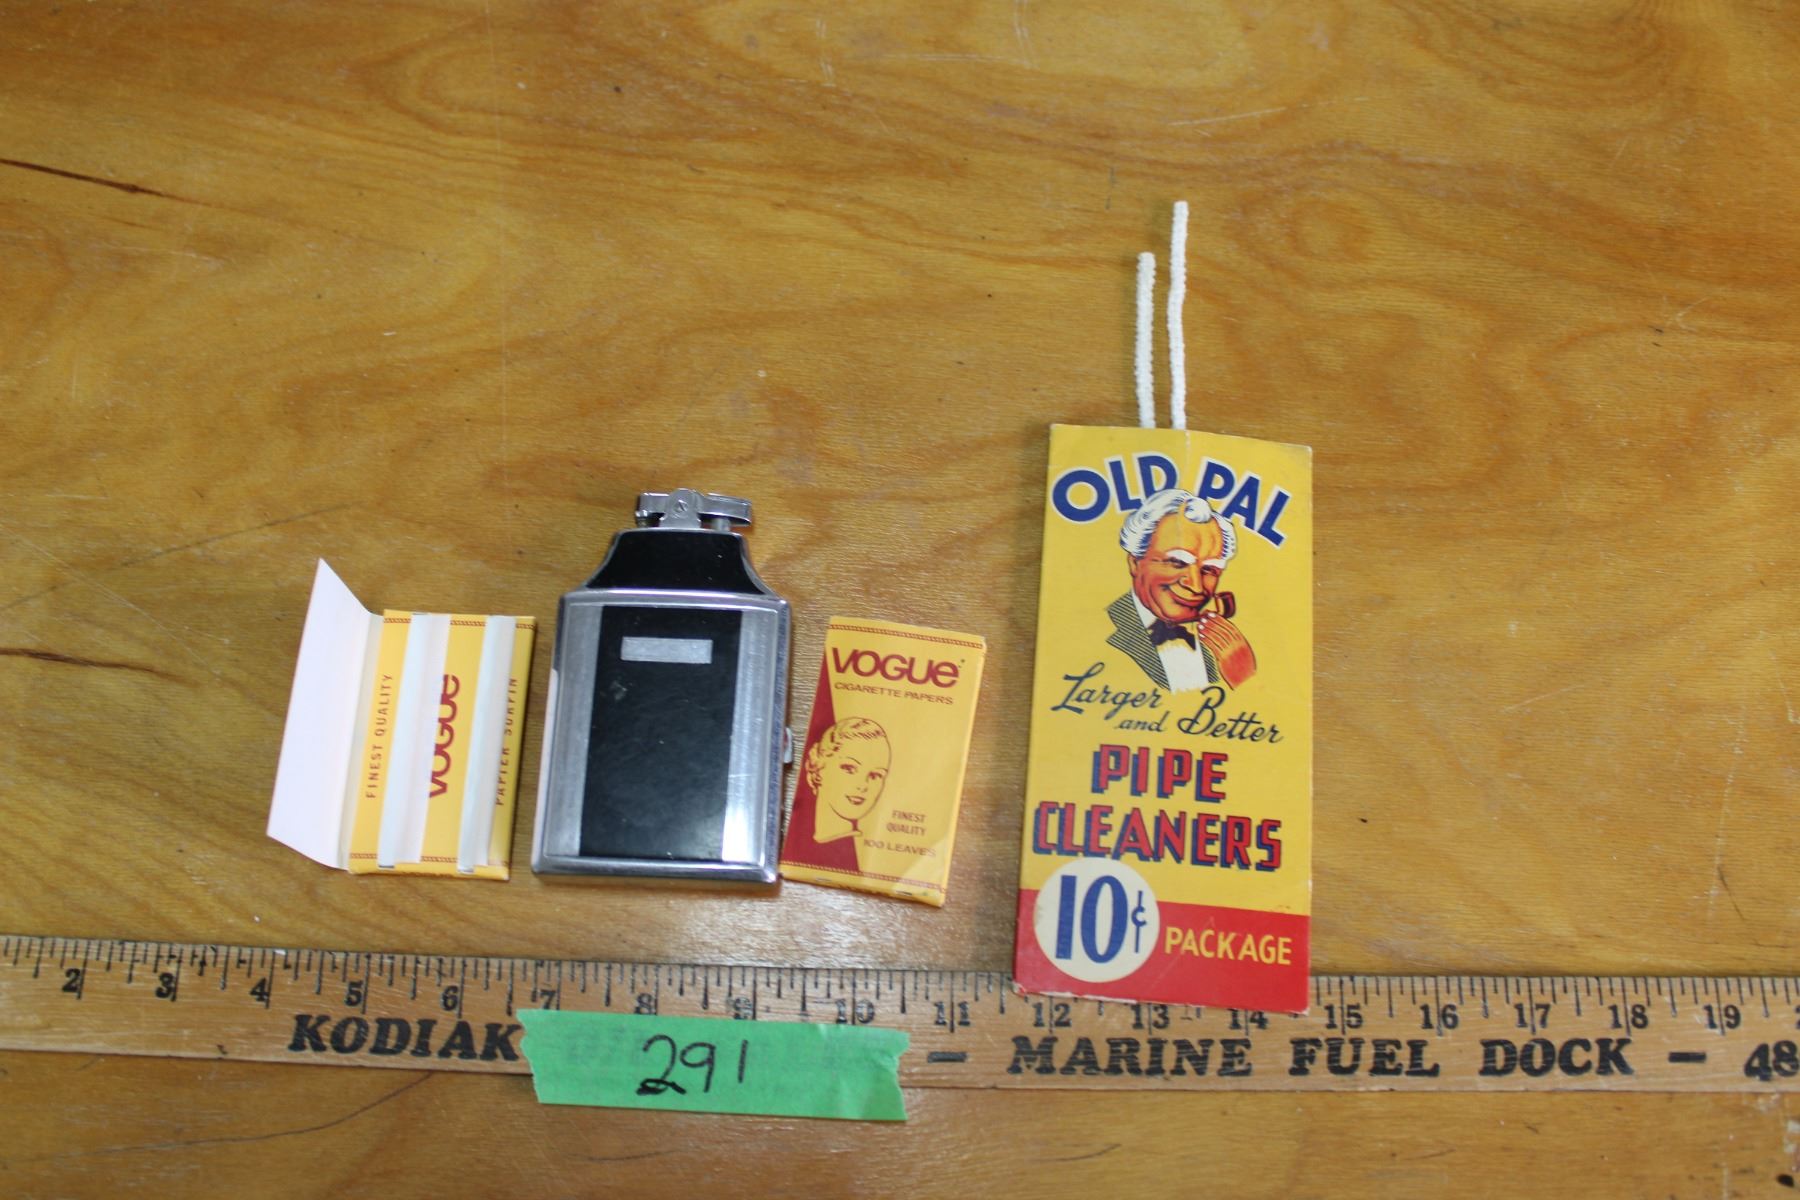 OLD PAL
Larger
and Better
PIPE
CLEANERS
10¢
PACKAGE
FINEST QUALITY
VOGUE
PAPIER SURFIN
VOGUE
CIGARETTE PAPERS
FINEST
QUALITY
100 LEAVES
2 3 4 5 6 7 8 9 10 11 12 13 14 15 16 17 18 19
KODIAK — MARINE FUEL DOCK — 48
291